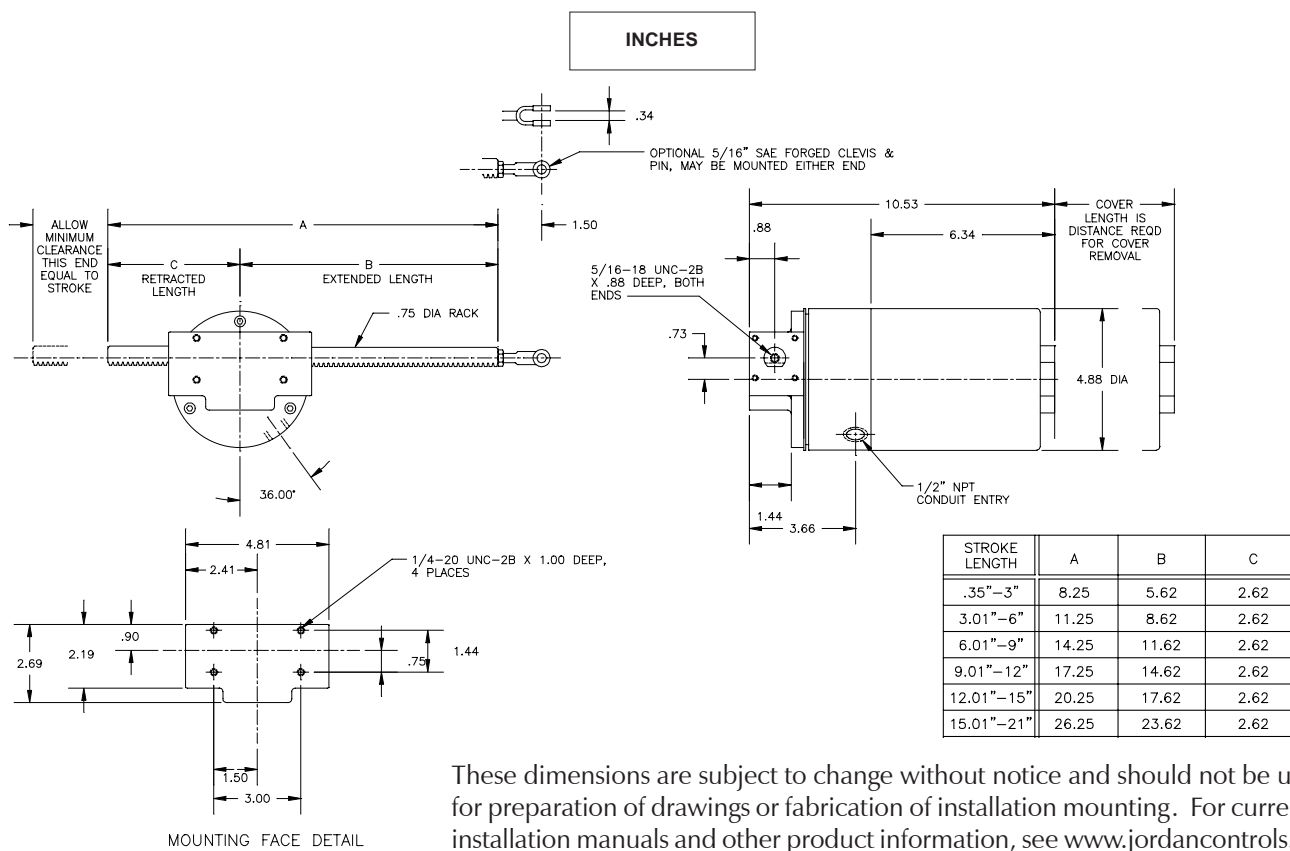 INCHES
.34
OPTIONAL 5/16" SAE FORGED CLEVIS &
PIN, MAY BE MOUNTED EITHER END
ALLOW
MINIMUM
CLEARANCE
THIS END
EQUAL TO
STROKE
A
1.50
C
RETRACTED
LENGTH
B
EXTENDED LENGTH
.75 DIA RACK
36.00°
10.53
COVER
LENGTH IS
DISTANCE REQD
FOR COVER
REMOVAL
.88
6.34
5/16-18 UNC-2B
X .88 DEEP, BOTH
ENDS
.73
4.88 DIA
1/2" NPT
CONDUIT ENTRY
1.44
3.66
4.81
2.41
1/4-20 UNC-2B X 1.00 DEEP,
4 PLACES
.90
2.69
2.19
.75
1.44
1.50
3.00
MOUNTING FACE DETAIL
STROKE LENGTH A B C
.35"-3" 8.25 5.62 2.62
3.01"-6" 11.25 8.62 2.62
6.01"-9" 14.25 11.62 2.62
9.01"-12" 17.25 14.62 2.62
12.01"-15" 20.25 17.62 2.62
15.01"-21" 26.25 23.62 2.62
These dimensions are subject to change without notice and should not be u
for preparation of drawings or fabrication of installation mounting. For curre
installation manuals and other product information, see www.jordancontrols.